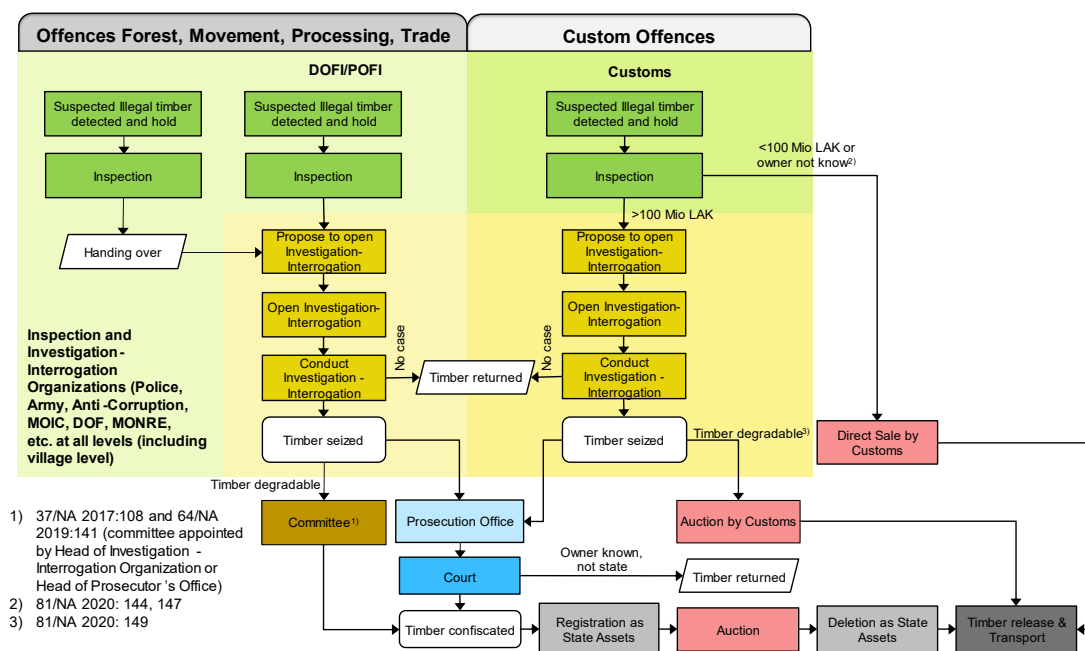 Offences Forest, Movement, Processing, Trade
Custom Offences
DOFI/POFI
Customs
Suspected Illegal timber
detected and hold
Suspected Illegal timber
detected and hold
Suspected Illegal timber
detected and hold
<100 Mio LAK or
owner not know2)
Inspection
Inspection
Inspection
>100 Mio LAK
Handing over
Propose to open
Investigation-
Interrogation
Propose to open
Investigation-
Interrogation
Open Investigation-
Interrogation
Open Investigation-
Interrogation
Inspection and
Investigation -
Interrogation
Organizations (Police,
Army, Anti -Corruption,
MOIC, DOF, MONRE,
etc. at all levels (including
village level)
Conduct
Investigation -
Interrogation
No case
Timber returned
No case
Conduct
Investigation -
Interrogation
Timber seized
Timber seized
Timber degradable3)
Direct Sale by
Customs
Timber degradable
Committee1)
Prosecution Office
Auction by Customs
1) 37/NA 2017:108 and 64/NA
2019:141 (committee appointed
by Head of Investigation -
Interrogation Organization or
Head of Prosecutor 's Office)
2) 81/NA 2020: 144, 147
3) 81/NA 2020: 149
Court
Owner known,
not state
Timber returned
Timber confiscated
Registration as
State Assets
Auction
Deletion as State
Assets
Timber release &
Transport